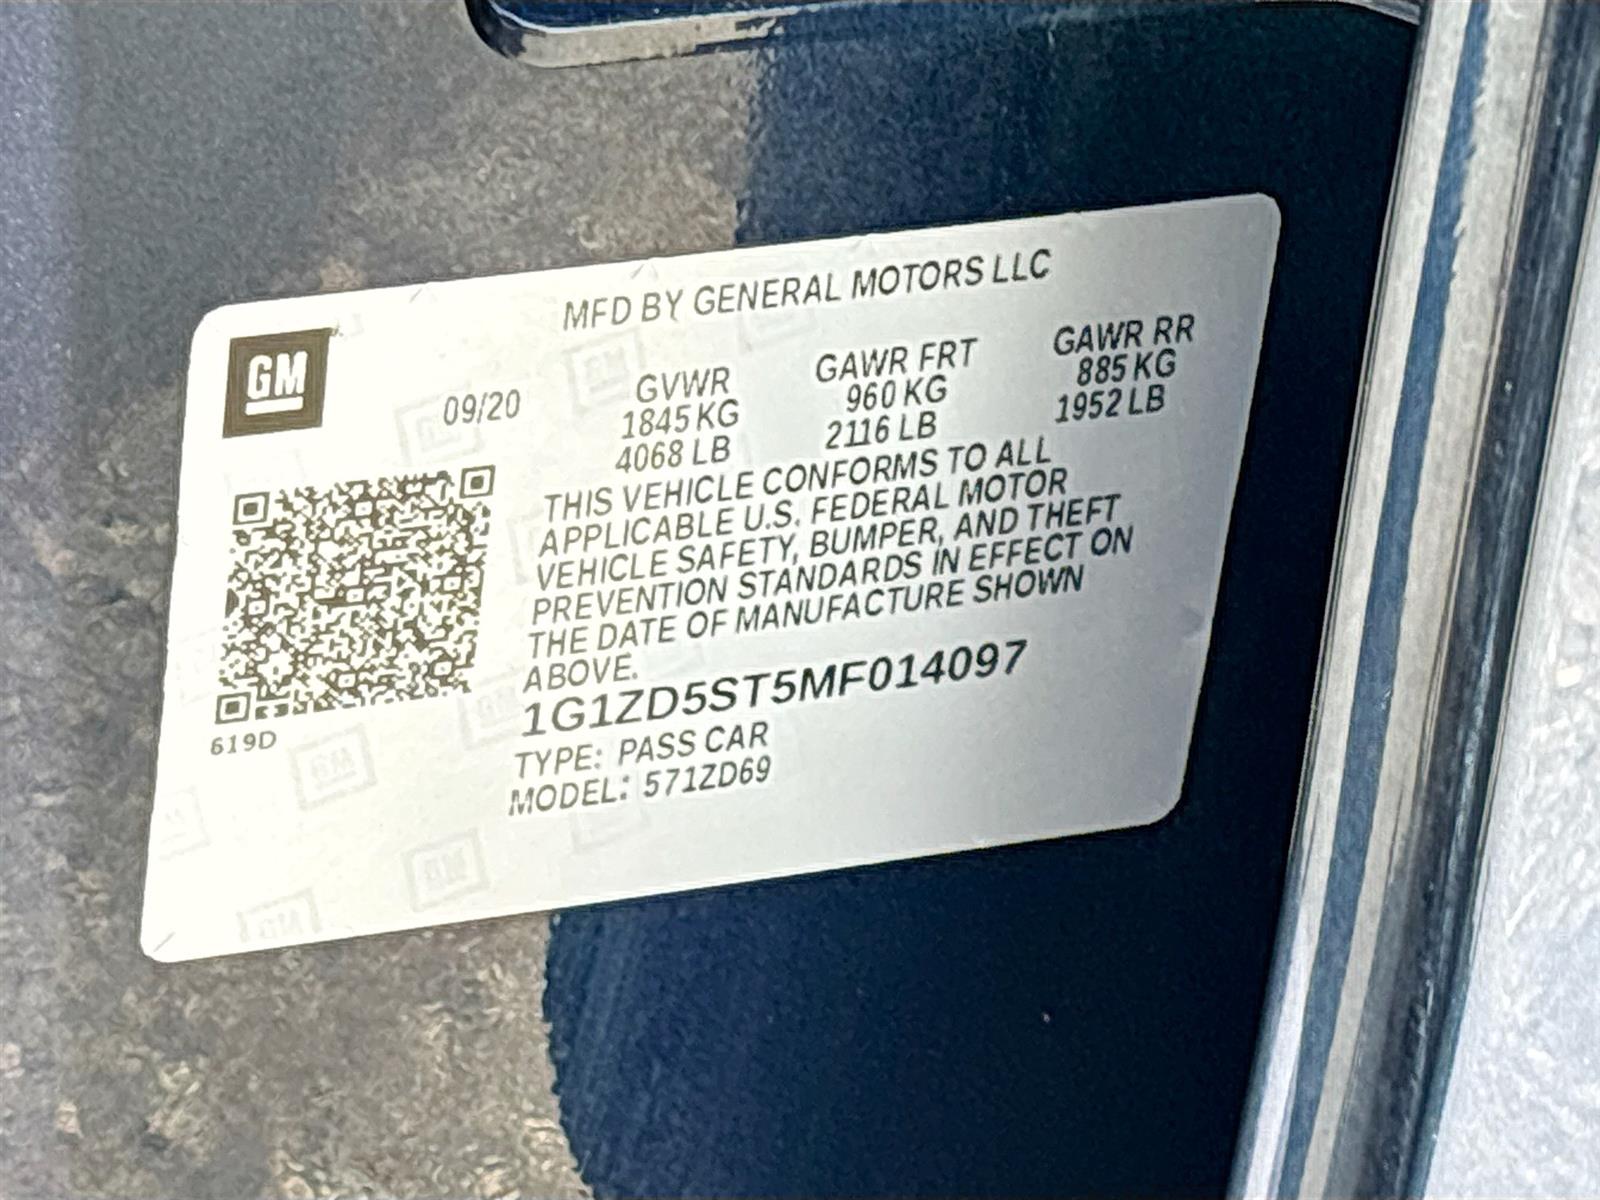 MFD BY GENERAL MOTORS LLC
GM
09/20
GVWR GAWR FRT GAWR RR
1845 KG 960 KG 885 KG
4068 LB 2116 LB 1952 LB
THIS VEHICLE CONFORMS TO ALL
APPLICABLE U.S. FEDERAL MOTOR
VEHICLE SAFETY, BUMPER, AND THEFT
PREVENTION STANDARDS IN EFFECT ON
THE DATE OF MANUFACTURE SHOWN
ABOVE.
1G1ZD5ST5MF014097
619D
TYPE: PASS CAR
MODEL: 571ZD69